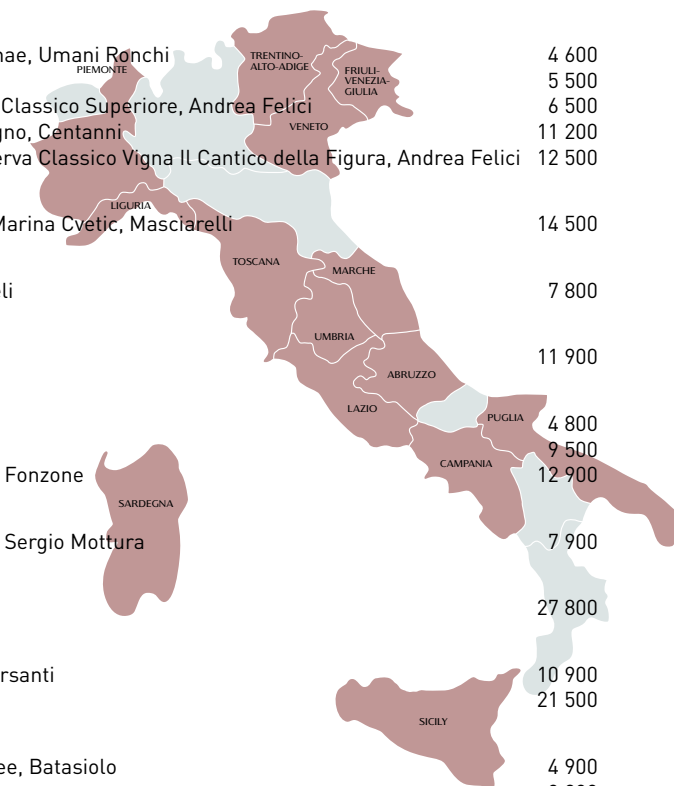 nae, Umani Ronchi 4 600
5 500
Classico Superiore, Andrea Felici 6 500
gno, Centanni 11 200
erva Classico Vigna Il Cantico della Figura, Andrea Felici 12 500
Marina Cvetic, Masciarelli 14 500
eli 7 800
11 900
4 800
9 500
Fonzone 12 900
Sergio Mottura 7 900
27 800
rsanti 10 900
21 500
ee, Batasiolo 4 900
PIEMONTE
TRENTINO-
ALTO-ADIGE
FRIULI-
VENEZIA-
GIULIA
VENETO
LIGURIA
TOSCANA
MARCHE
UMBRIA
ABRUZZO
LAZIO
PUGLIA
CAMPANIA
SARDEGNA
SICILY